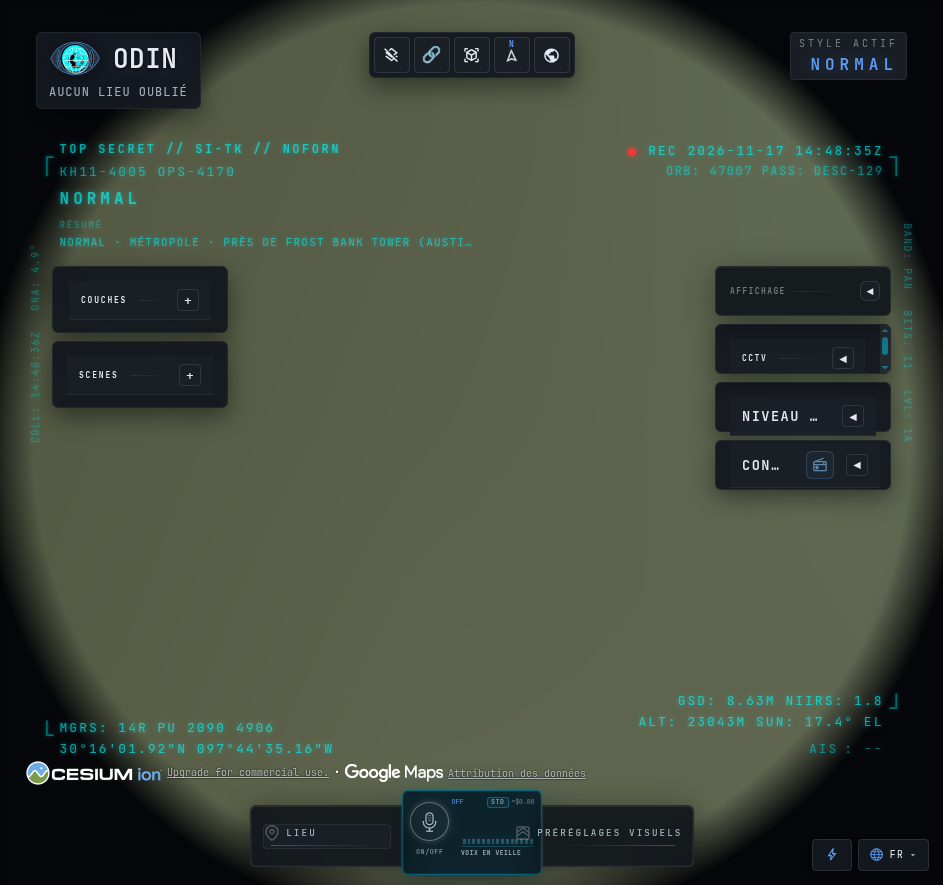 ODIN
AUCUN LIEU OUBLIÉ
N
STYLE ACTIF
NORMAL
TOP SECRET // SI-TK // NOFORN
KH11-4005 OPS-4170
NORMAL
RÉSUMÉ
NORMAL · MÉTROPOLE · PRÈS DE FROST BANK TOWER (AUSTI…
REC 2026-11-17 14:48:35Z
ORB: 47007 PASS: DESC-129
COLL: 14:48:36Z ONA: 4.9°
BAND: PAN BITS: 11 LVL: 1A
COUCHES +
SCENES +
AFFICHAGE
CCTV
NIVEAU …
CON…
GSD: 8.63M NIIRS: 1.8
ALT: 23043M SUN: 17.4° EL
AIS : --
MGRS: 14R PU 2090 4906
30°16'01.92"N 097°44'35.16"W
CESIUM ion Upgrade for commercial use. · Google Maps Attribution des données
LIEU
OFF STD ~$0.00
ON/OFF
VOIX EN VEILLE
PRÉRÉGLAGES VISUELS
FR